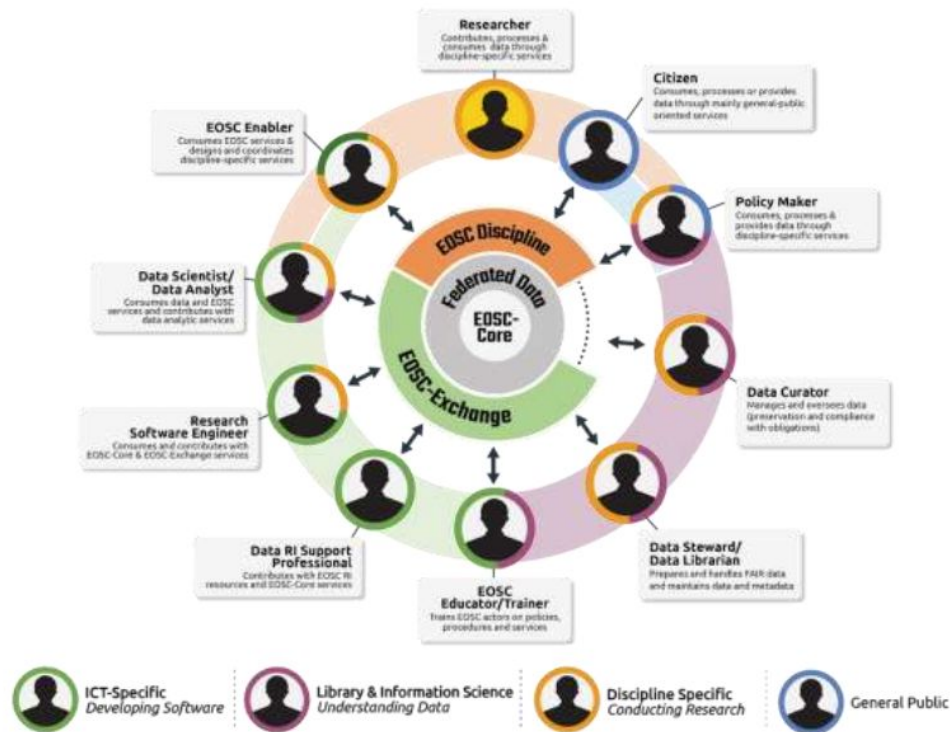 Researcher
Contributes, processes &
consumes data through
discipline-specific services
Citizen
Consumes, processes or provides
data through mainly general-public
oriented services
EOSC Enabler
Consumes EOSC services &
designs and coordinates
discipline-specific services
Policy Maker
Consumes, processes &
provides data through
discipline-specific services
EOSC Discipline
Federated Data
EOSC-
Core
EOSC-Exchange
Data Scientist/
Data Analyst
Consumes data and EOSC
services and contributes with
data analytic services
Data Curator
Manages and oversees data
(preservation and compliance
with obligations)
Research
Software Engineer
Consumes and contributes with
EOSC-Core & EOSC-Exchange services
Data RI Support
Professional
Contributes with EOSC RI
resources and EOSC-Core services
EOSC
Educator/Trainer
Trains EOSC actors on policies,
procedures and services
Data Steward/
Data Librarian
Prepares and handles FAIR data
and maintains data and metadata
ICT-Specific
Developing Software
Library & Information Science
Understanding Data
Discipline Specific
Conducting Research
General Public